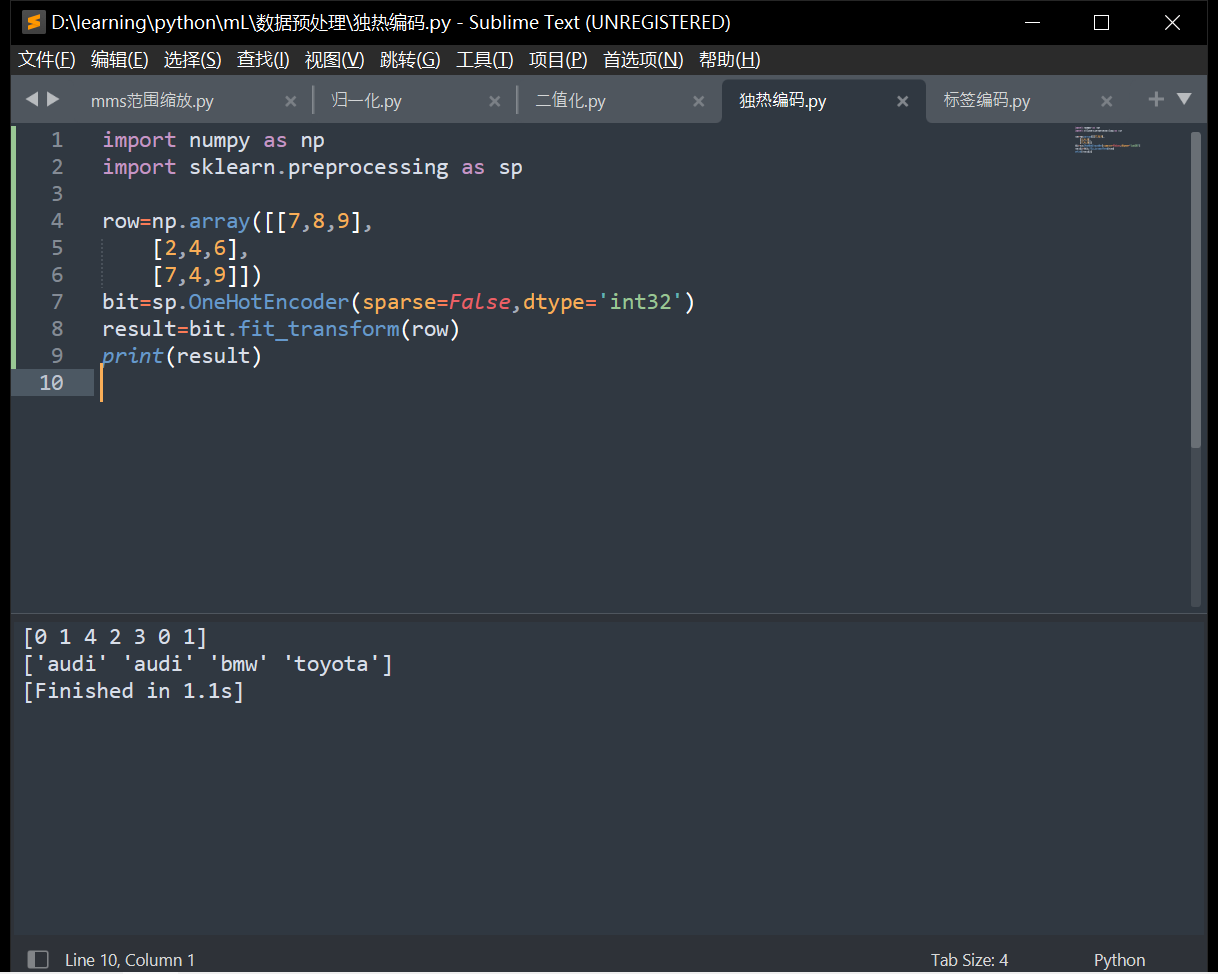 D:\learning\python\mL\数据预处理\独热编码.py - Sublime Text (UNREGISTERED)
文件(F) 编辑(E) 选择(S) 查找(I) 视图(V) 跳转(G) 工具(T) 项目(P) 首选项(N) 帮助(H)
mms范围缩放.py 归一化.py 二值化.py 独热编码.py 标签编码.py
1 import numpy as np
2 import sklearn.preprocessing as sp
3
4 row=np.array([[7,8,9],
5     [2,4,6],
6     [7,4,9]])
7 bit=sp.OneHotEncoder(sparse=False,dtype='int32')
8 result=bit.fit_transform(row)
9 print(result)
10
[0 1 4 2 3 0 1]
['audi' 'audi' 'bmw' 'toyota']
[Finished in 1.1s]
Line 10, Column 1 Tab Size: 4 Python